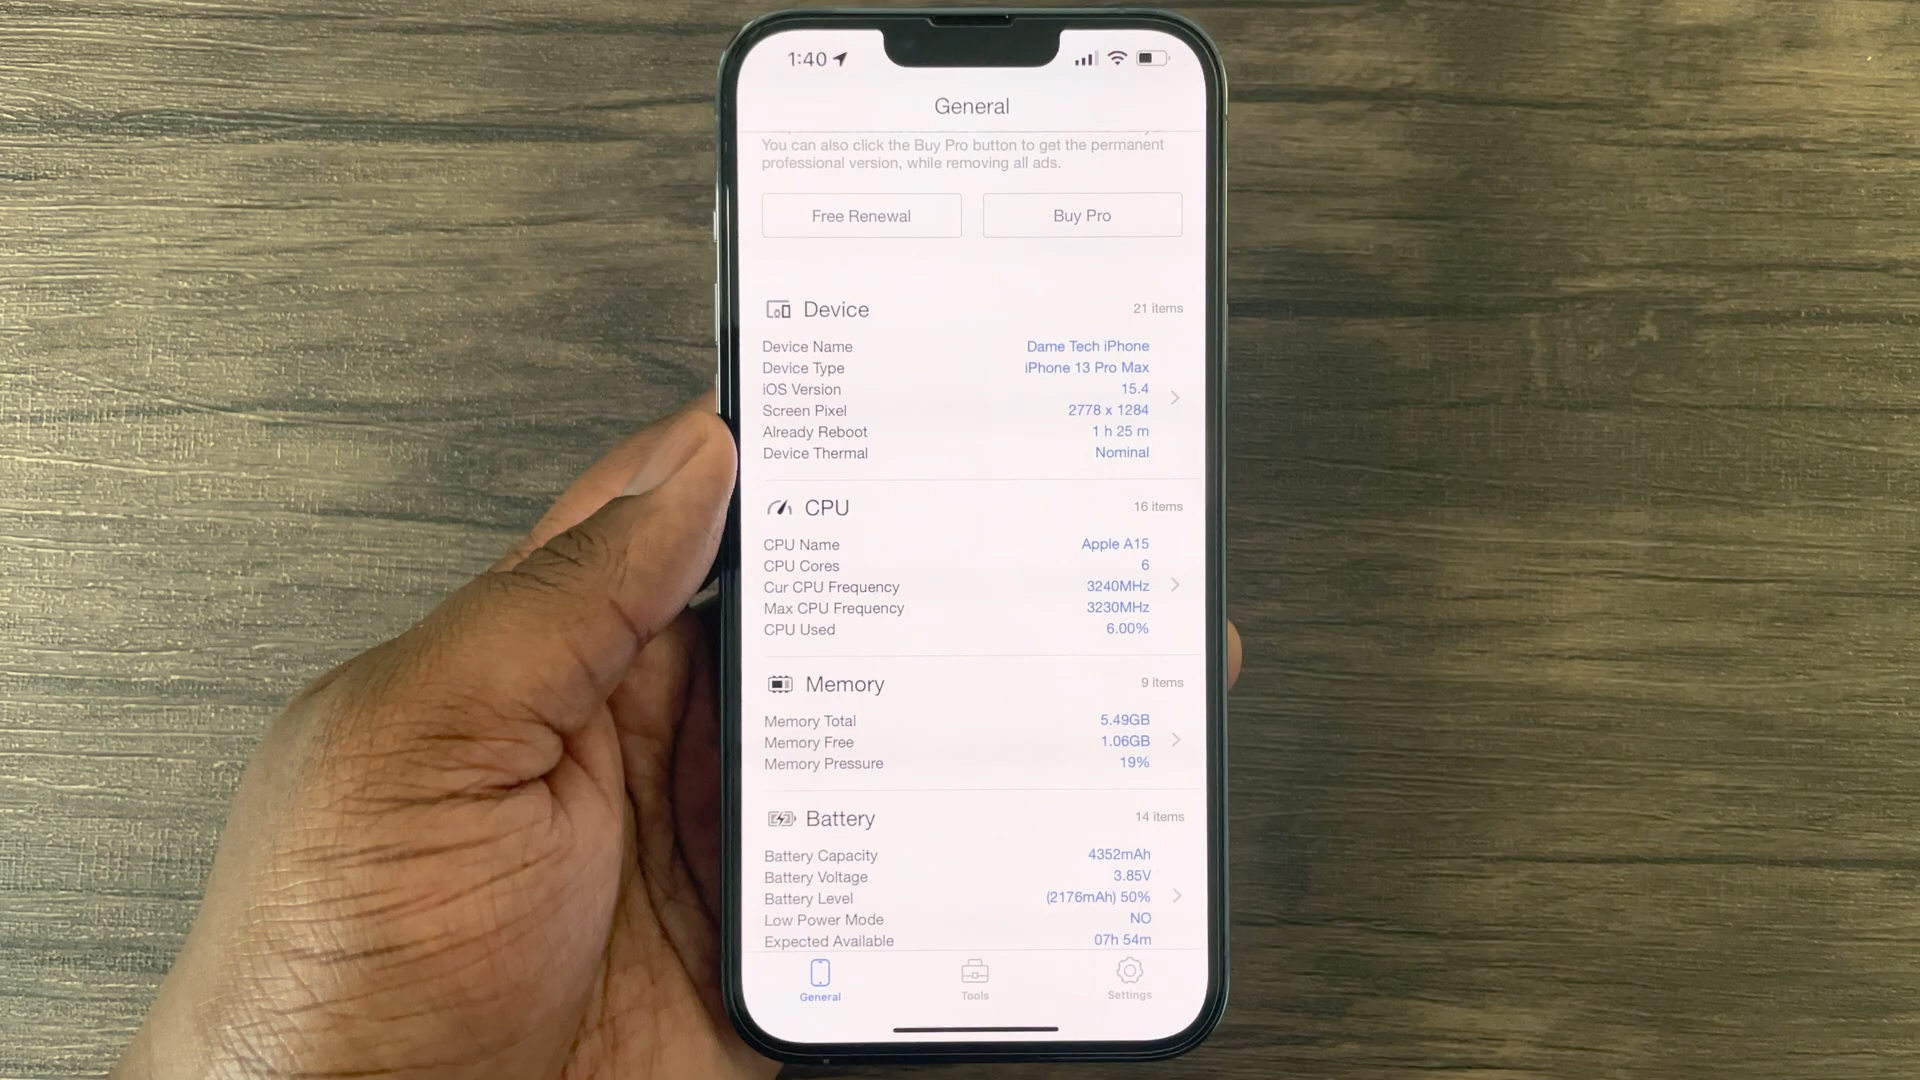 1:40
General
You can also click the Buy Pro button to get the permanent
professional version, while removing all ads.
Free Renewal
Buy Pro
Device
21 items
Device Name Dame Tech iPhone
Device Type iPhone 13 Pro Max
iOS Version 15.4
Screen Pixel 2778 x 1284
Already Reboot 1 h 25 m
Device Thermal Nominal
CPU
16 items
CPU Name Apple A15
CPU Cores 6
Cur CPU Frequency 3240MHz
Max CPU Frequency 3230MHz
CPU Used 6.00%
Memory
9 items
Memory Total 5.49GB
Memory Free 1.06GB
Memory Pressure 19%
Battery
14 items
Battery Capacity 4352mAh
Battery Voltage 3.85V
Battery Level (2176mAh) 50%
Low Power Mode NO
Expected Available 07h 54m
General
Tools
Settings